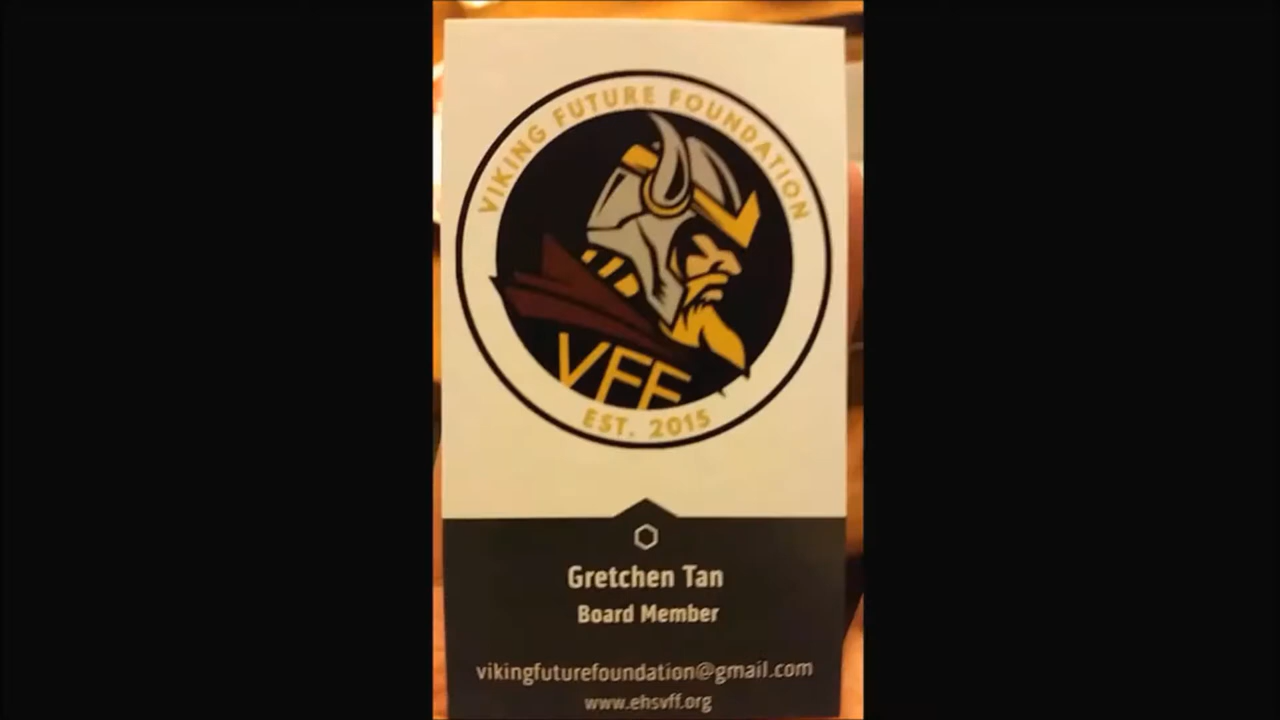 VIKING FUTURE FOUNDATION
VFF
EST. 2015
Gretchen Tan
Board Member
vikingfuturefoundation@gmail.com
www.ehsvff.org